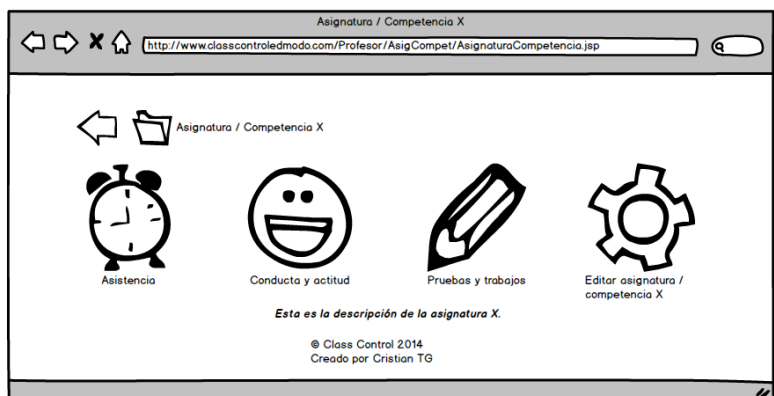 Asignatura / Competencia X
http://www.classcontroledmodo.com/Profesor/AsigCompet/AsignaturaCompetencia.jsp
Asignatura / Competencia X
Asistencia
Conducta y actitud
Pruebas y trabajos
Editar asignatura /
competencia X
Esta es la descripción de la asignatura X.
© Class Control 2014
Creado por Cristian TG